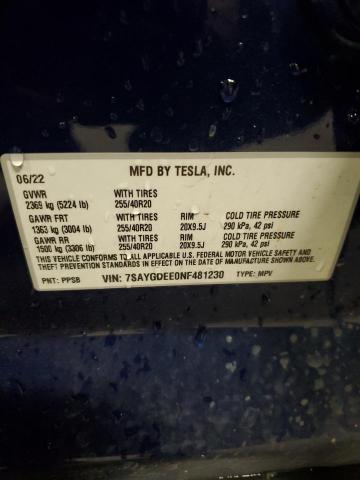 06/22 MFD BY TESLA, INC.
GVWR WITH TIRES
2369 kg (5224 lb) 255/40R20
GAWR FRT WITH TIRES RIM COLD TIRE PRESSURE
1363 kg (3004 lb) 255/40R20 20X9.5J 290 kPa, 42 psi
GAWR RR WITH TIRES RIM COLD TIRE PRESSURE
1500 kg (3306 lb) 255/40R20 20X9.5J 290 kPa, 42 psi
THIS VEHICLE CONFORMS TO ALL APPLICABLE U.S. FEDERAL MOTOR VEHICLE SAFETY, BUMPER, AND THEFT PREVENTION STANDARDS IN EFFECT ON THE DATE OF
MANUFACTURE SHOWN ABOVE.
PNT: PPSB VIN: 7SAYGDEE0NF481230 TYPE: MPV